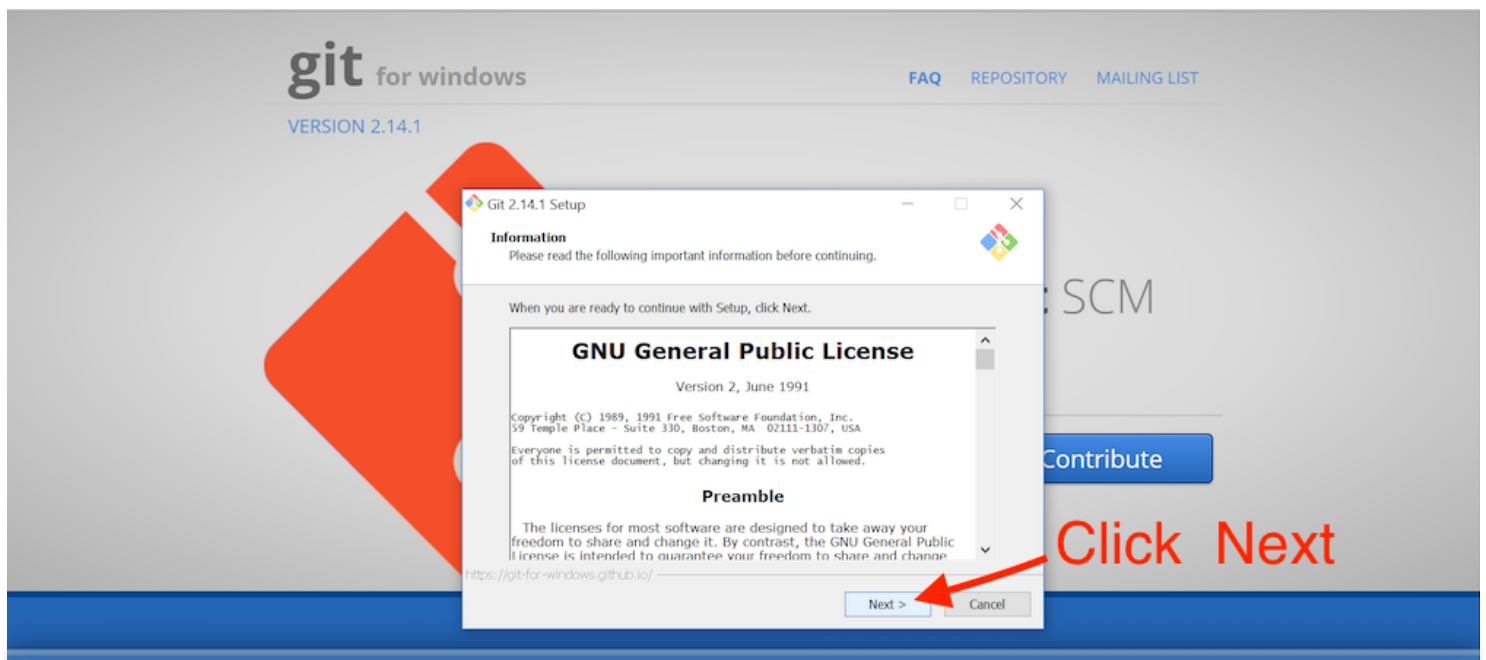 git for windows
FAQ REPOSITORY MAILING LIST
VERSION 2.14.1
Git 2.14.1 Setup
Information
Please read the following important information before continuing.
When you are ready to continue with Setup, click Next.
GNU General Public License
Version 2, June 1991
Copyright (C) 1989, 1991 Free Software Foundation, Inc.
59 Temple Place - Suite 330, Boston, MA 02111-1307, USA
Everyone is permitted to copy and distribute verbatim copies
of this license document, but changing it is not allowed.
Preamble
The licenses for most software are designed to take away your
freedom to share and change it. By contrast, the GNU General Public
License is intended to guarantee your freedom to share and change
https://git-for-windows.github.io/
Next >
Cancel
SCM
Contribute
Click Next